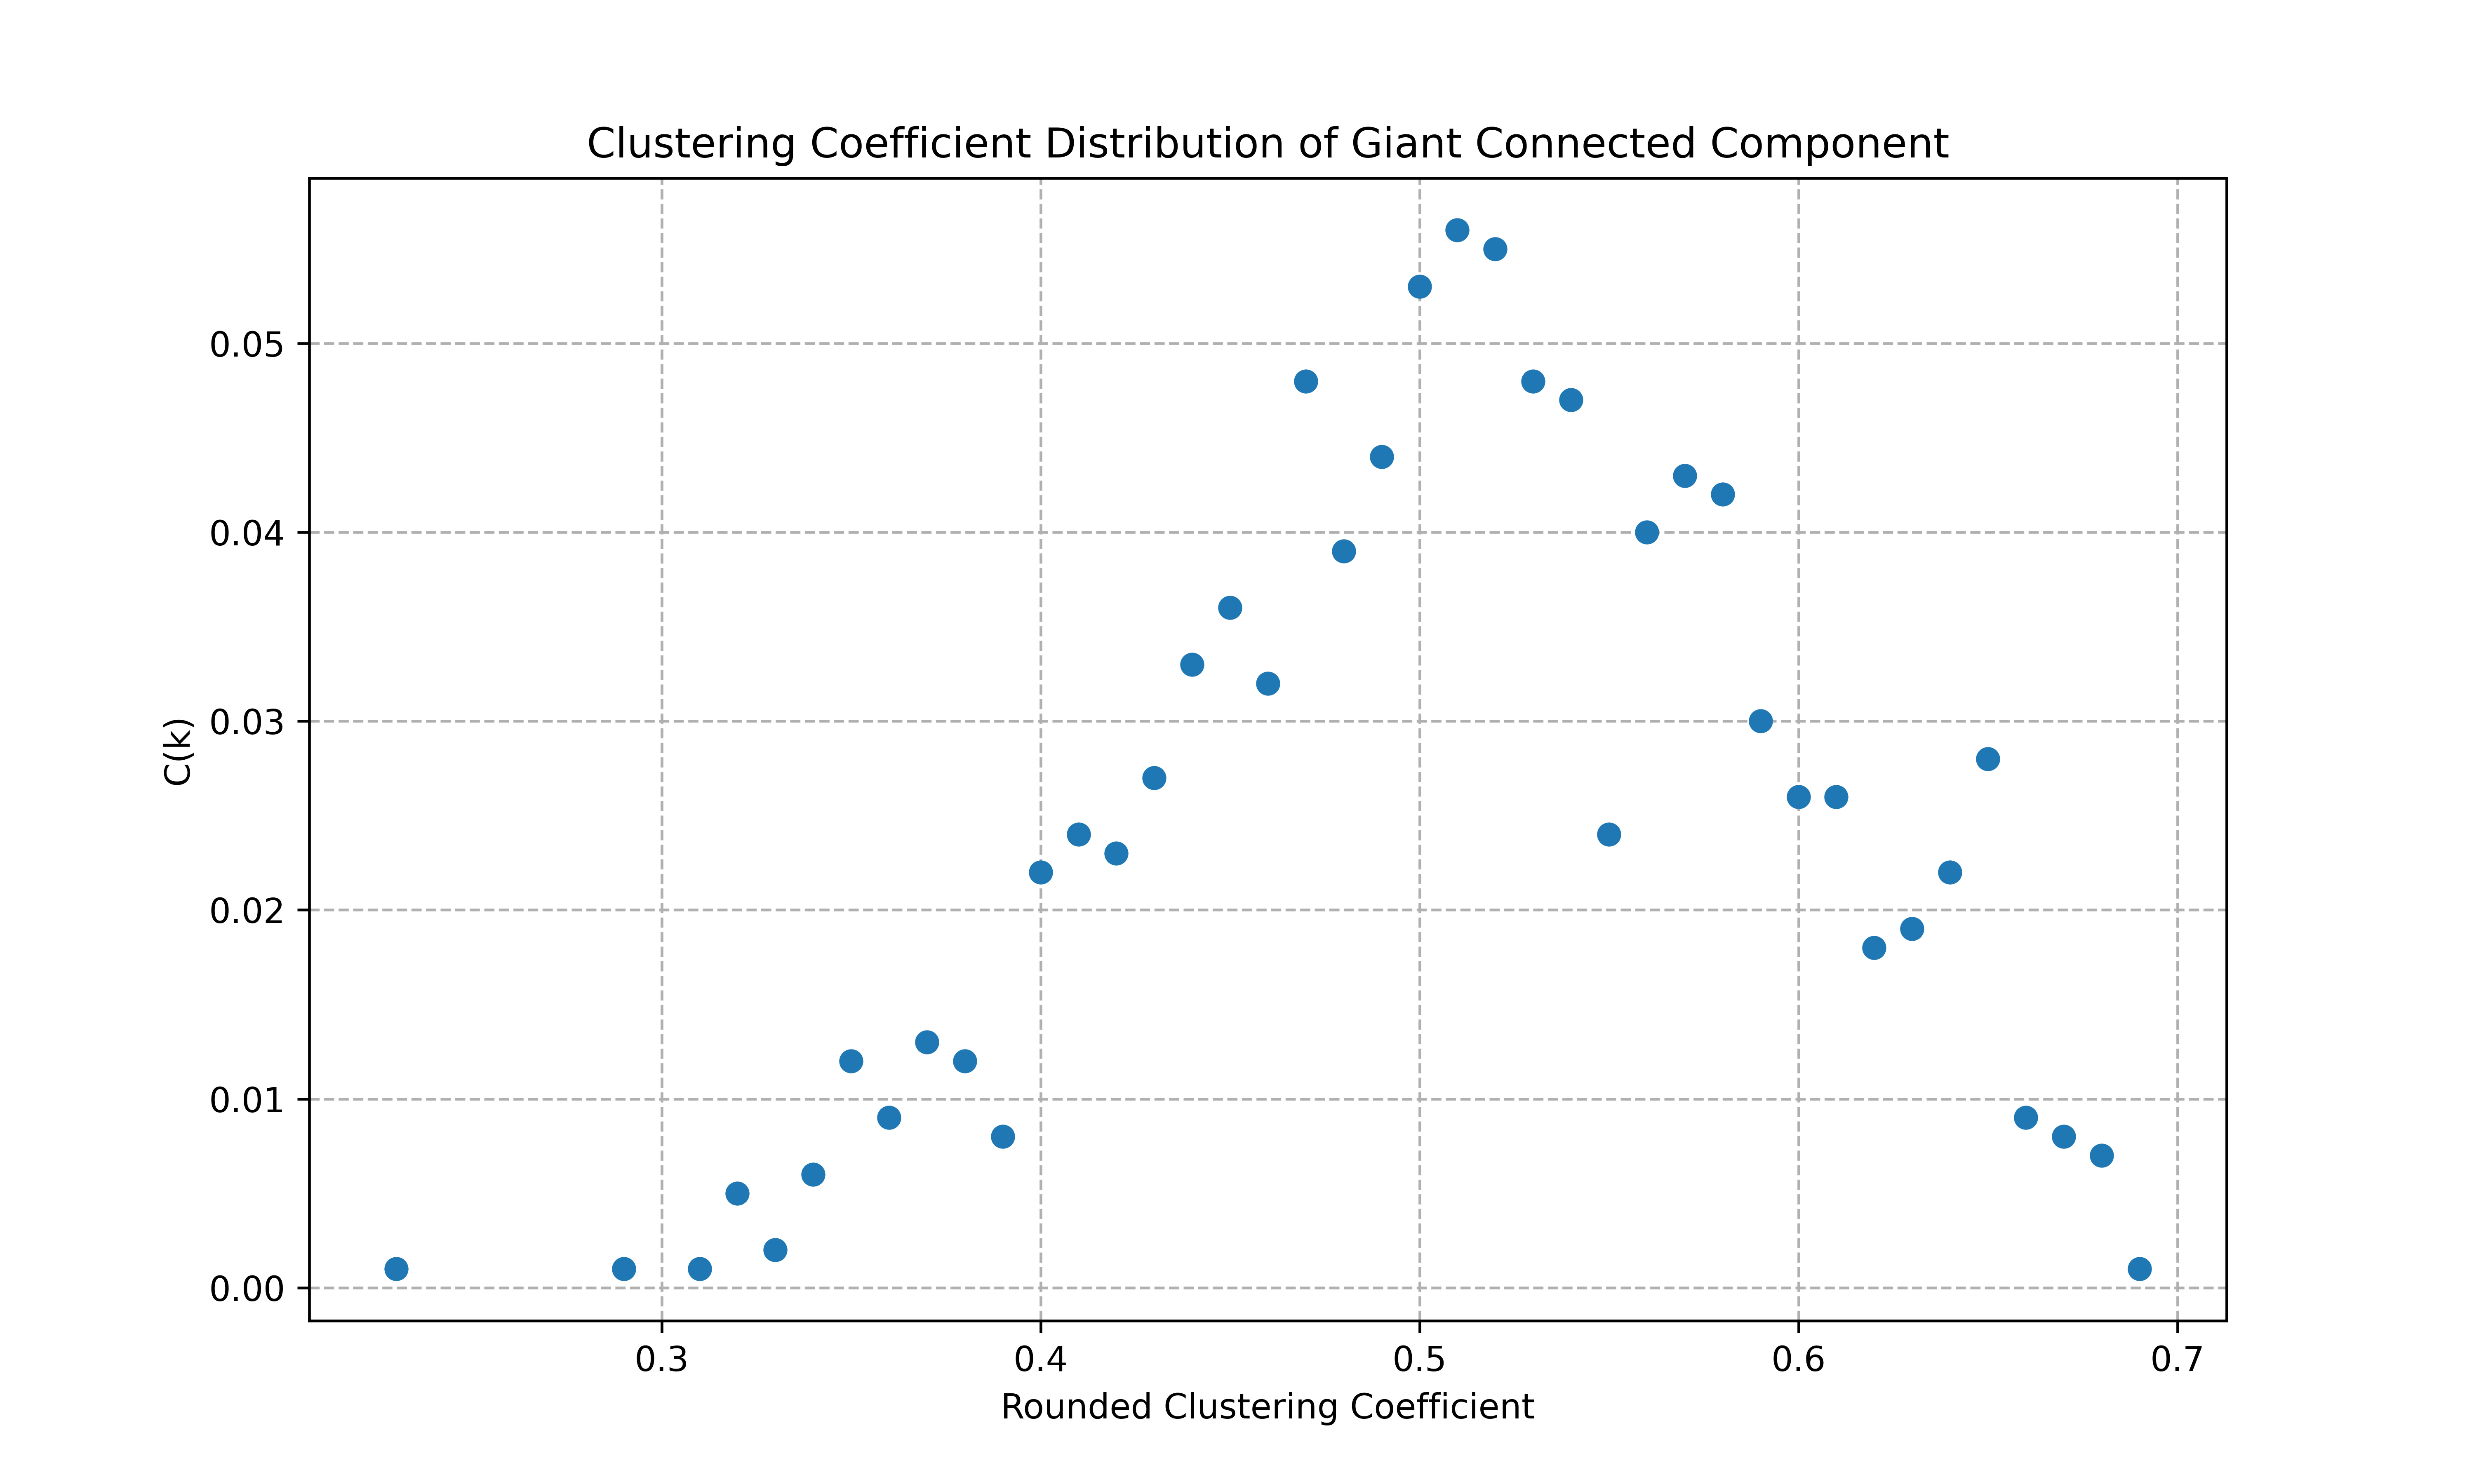 Clustering Coefficient Distribution of Giant Connected Component
C(k)
0.05
0.04
0.03
0.02
0.01
0.00
0.3 0.4 0.5 0.6 0.7
Rounded Clustering Coefficient